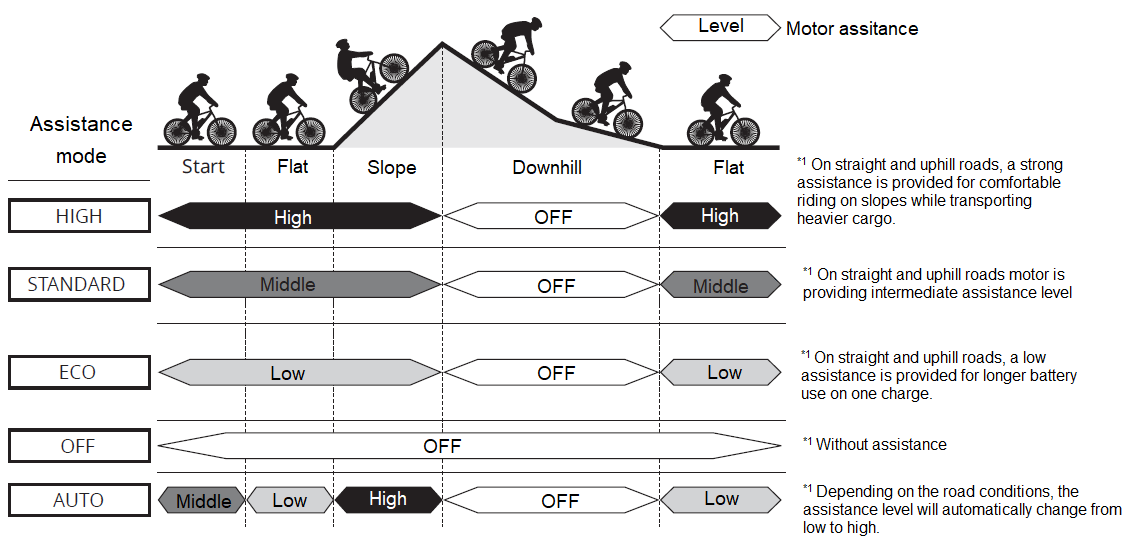 Level
Motor assitance
Assistance
mode
Start
Flat
Slope
Downhill
Flat
*1 On straight and uphill roads, a strong
assistance is provided for comfortable
riding on slopes while transporting
heavier cargo.
HIGH
High
OFF
High
STANDARD
Middle
OFF
Middle
*1 On straight and uphill roads motor is
providing intermediate assistance level
ECO
Low
OFF
Low
*1 On straight and uphill roads, a low
assistance is provided for longer battery
use on one charge.
OFF
OFF
*1 Without assistance
AUTO
Middle
Low
High
OFF
Low
*1 Depending on the road conditions, the
assistance level will automatically change from
low to high.